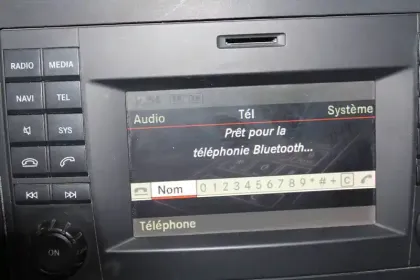 RADIO MEDIA
NAVI TEL
SYS
Audio Tél Système
Prêt pour la
téléphonie Bluetooth...
Nom 0 1 2 3 4 5 6 7 8 9 * # + C
Téléphone
ON